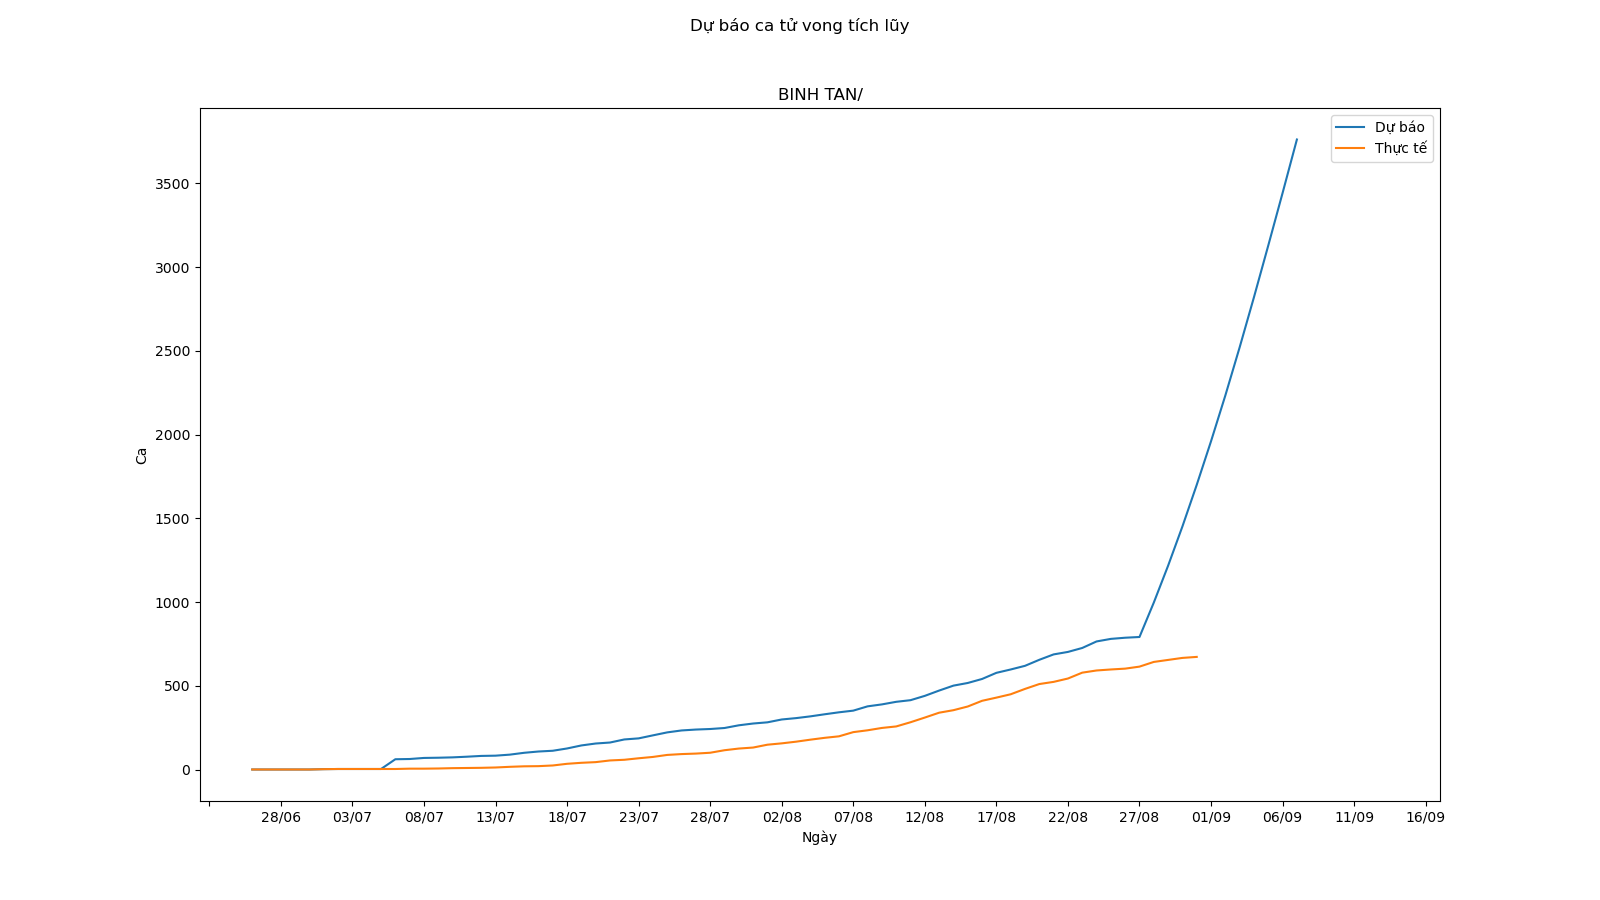 Dự báo ca tử vong tích lũy
BINH TAN/
Dự báo
Thực tế
3500
3000
2500
2000
1500
1000
500
0
Ca
28/06 03/07 08/07 13/07 18/07 23/07 28/07 02/08 07/08 12/08 17/08 22/08 27/08 01/09 06/09 11/09 16/09
Ngày